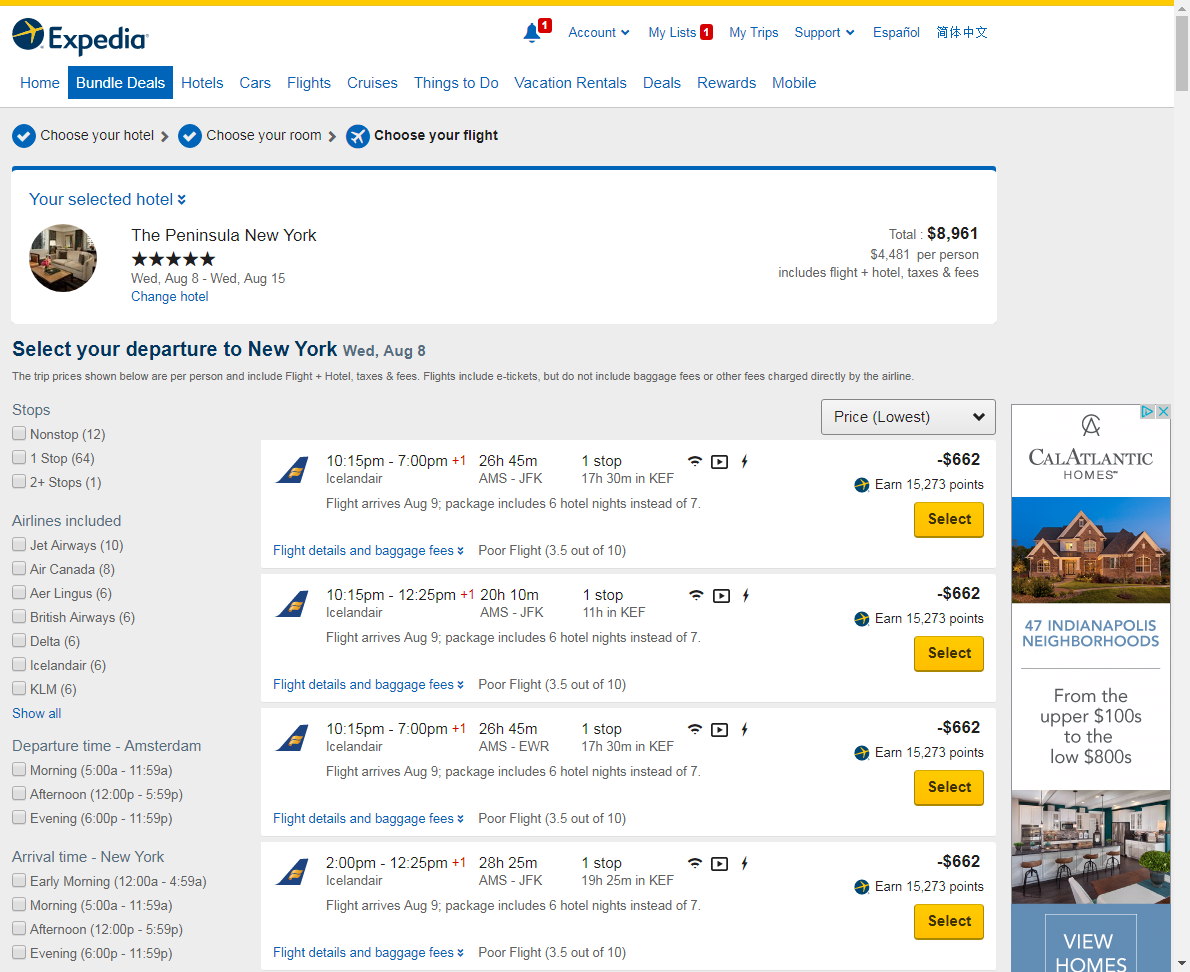 Expedia
1
Account
My Lists 1
My Trips
Support
Español
简体中文
Home
Bundle Deals
Hotels
Cars
Flights
Cruises
Things to Do
Vacation Rentals
Deals
Rewards
Mobile
Choose your hotel
Choose your room
Choose your flight
Your selected hotel
The Peninsula New York
Wed, Aug 8 - Wed, Aug 15
Change hotel
Total : $8,961
$4,481 per person
includes flight + hotel, taxes & fees
Select your departure to New York Wed, Aug 8
The trip prices shown below are per person and include Flight + Hotel, taxes & fees. Flights include e-tickets, but do not include baggage fees or other fees charged directly by the airline.
Stops
Nonstop (12)
1 Stop (64)
2+ Stops (1)
Airlines included
Jet Airways (10)
Air Canada (8)
Aer Lingus (6)
British Airways (6)
Delta (6)
Icelandair (6)
KLM (6)
Show all
Departure time - Amsterdam
Morning (5:00a - 11:59a)
Afternoon (12:00p - 5:59p)
Evening (6:00p - 11:59p)
Arrival time - New York
Early Morning (12:00a - 4:59a)
Morning (5:00a - 11:59a)
Afternoon (12:00p - 5:59p)
Evening (6:00p - 11:59p)
Price (Lowest)
10:15pm - 7:00pm +1 26h 45m 1 stop -$662
Icelandair AMS - JFK 17h 30m in KEF
Earn 15,273 points
Flight arrives Aug 9; package includes 6 hotel nights instead of 7.
Select
Flight details and baggage fees Poor Flight (3.5 out of 10)
10:15pm - 12:25pm +1 20h 10m 1 stop -$662
Icelandair AMS - JFK 11h in KEF
Earn 15,273 points
Flight arrives Aug 9; package includes 6 hotel nights instead of 7.
Select
Flight details and baggage fees Poor Flight (3.5 out of 10)
10:15pm - 7:00pm +1 26h 45m 1 stop -$662
Icelandair AMS - EWR 17h 30m in KEF
Earn 15,273 points
Flight arrives Aug 9; package includes 6 hotel nights instead of 7.
Select
Flight details and baggage fees Poor Flight (3.5 out of 10)
2:00pm - 12:25pm +1 28h 25m 1 stop -$662
Icelandair AMS - JFK 19h 25m in KEF
Earn 15,273 points
Flight arrives Aug 9; package includes 6 hotel nights instead of 7.
Select
Flight details and baggage fees Poor Flight (3.5 out of 10)
CALATLANTIC
HOMES
47 INDIANAPOLIS
NEIGHBORHOODS
From the
upper $100s
to the
low $800s
VIEW
HOMES